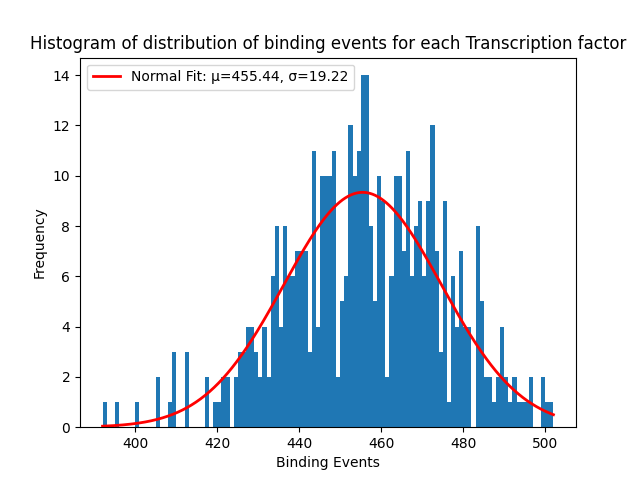 Histogram of distribution of binding events for each Transcription factor
Normal Fit: μ=455.44, σ=19.22
14
12
10
8
6
4
2
0
Frequency
400 420 440 460 480 500
Binding Events